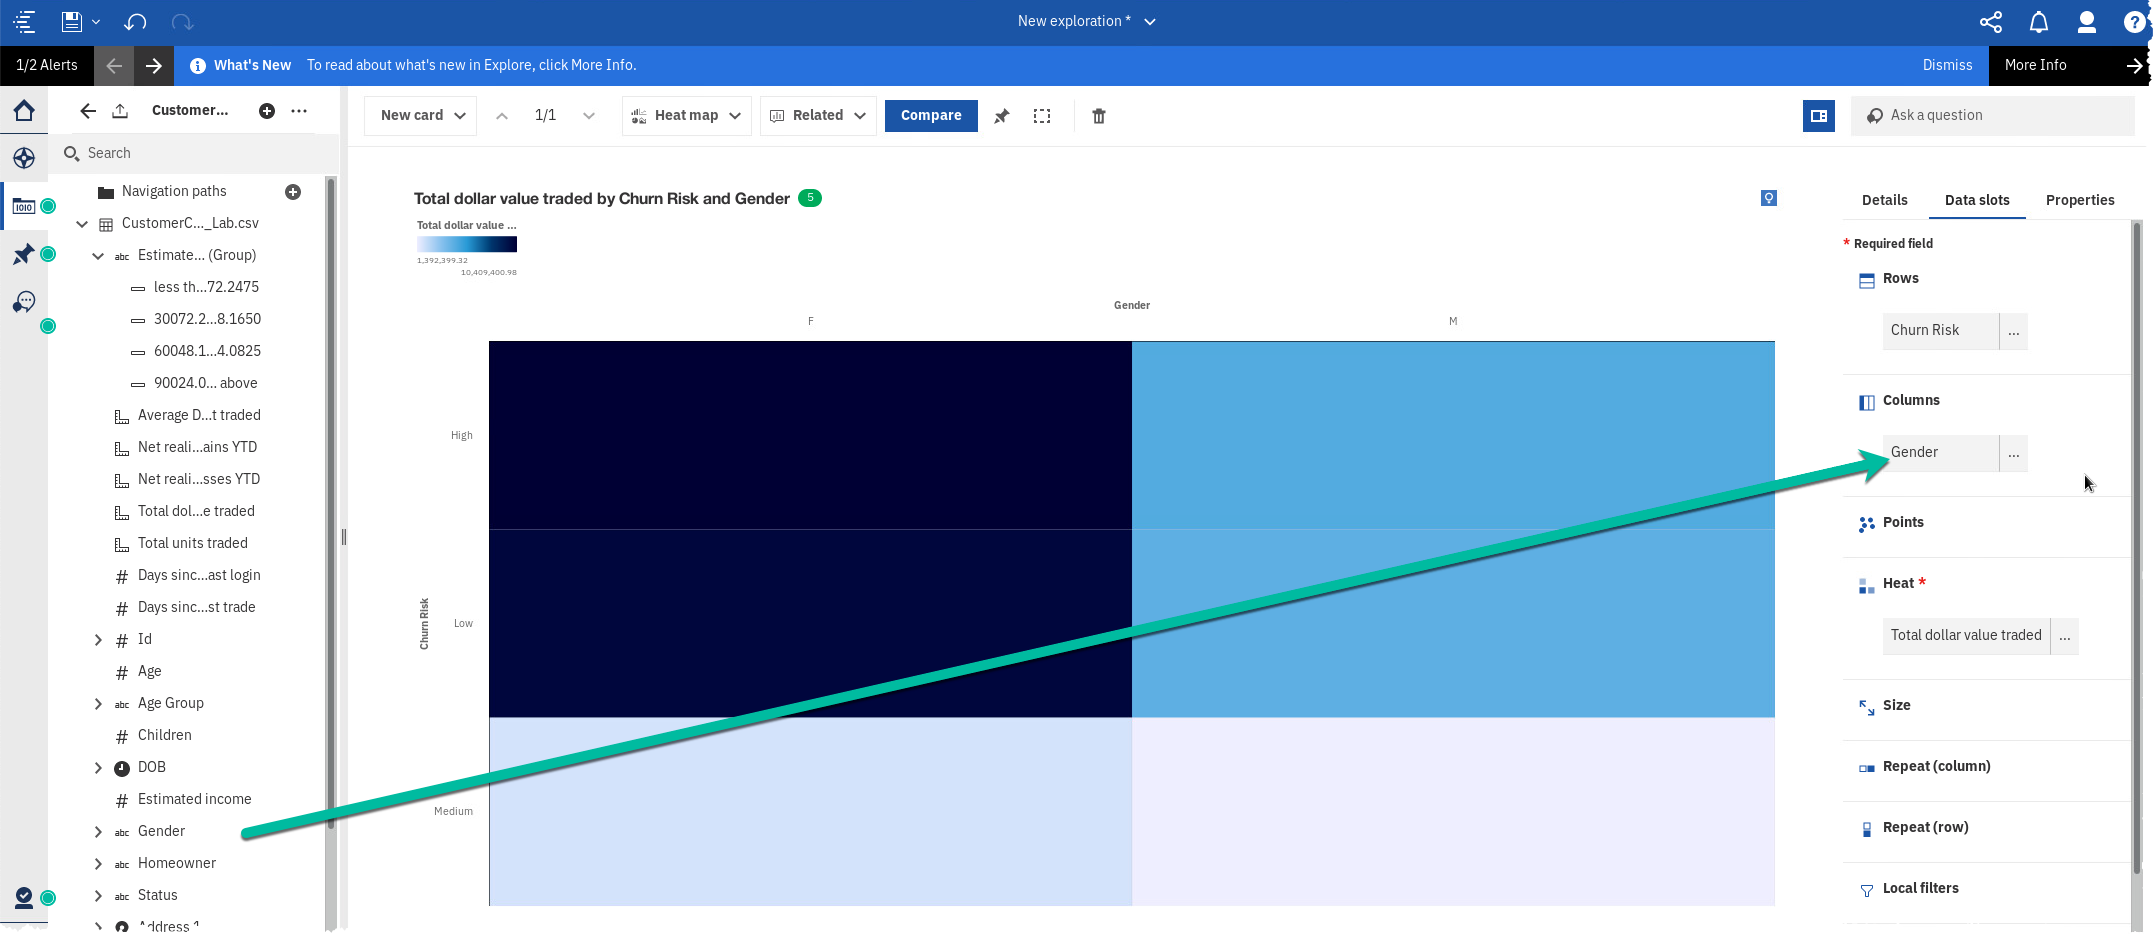 New exploration *
?
1/2 Alerts
What's New
To read about what's new in Explore, click More Info.
Dismiss
More Info
Customer...
New card
1/1
Heat map
Related
Compare
Ask a question
Search
Navigation paths
CustomerC..._Lab.csv
abc Estimate... (Group)
less th...72.2475
30072.2...8.1650
60048.1...4.0825
90024.0... above
Average D...t traded
Net reali...ains YTD
Net reali...sses YTD
Total dol...e traded
Total units traded
# Days sinc...ast login
# Days sinc...st trade
# Id
# Age
abc Age Group
# Children
DOB
# Estimated income
abc Gender
abc Homeowner
abc Status
Address 1
Total dollar value traded by Churn Risk and Gender 5
Total dollar value ...
1,392,399.32
10,409,400.98
Gender
F
M
High
Low
Medium
Churn Risk
Details
Data slots
Properties
* Required field
Rows
Churn Risk ...
Columns
Gender ...
Points
Heat *
Total dollar value traded ...
Size
Repeat (column)
Repeat (row)
Local filters